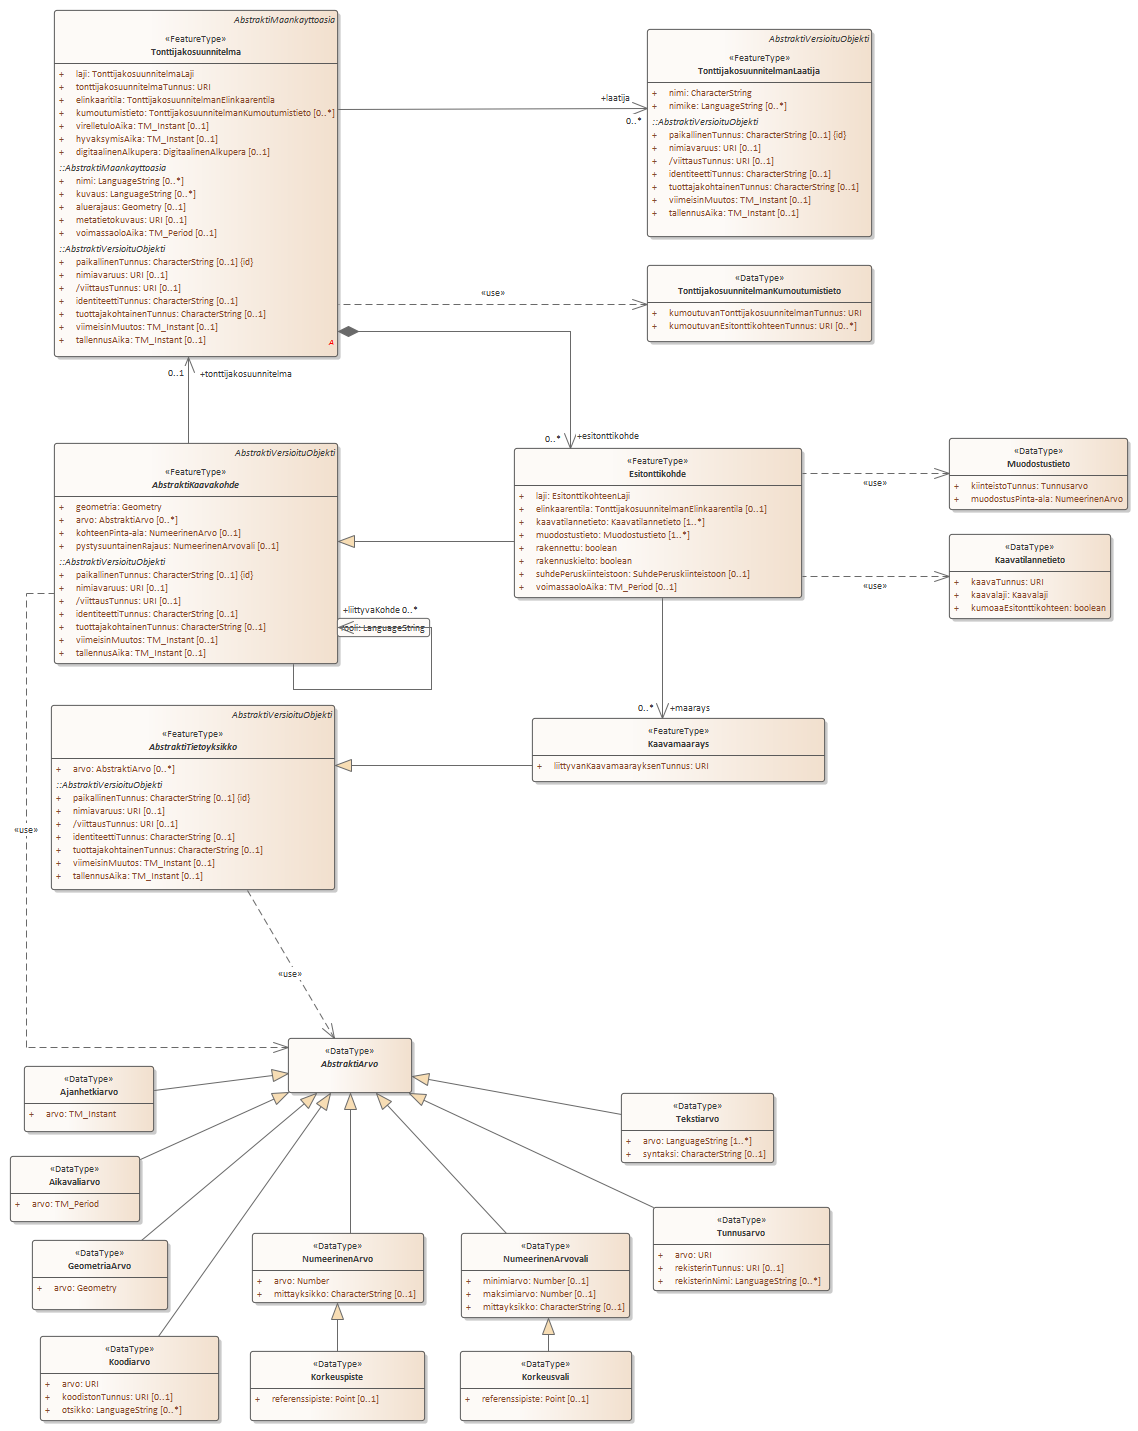 AbstraktiMaankayttoasia
«FeatureType»
Tonttijakosuunnitelma
+ laji: TonttijakosuunnitelmaLaji
+ tonttijakosuunnitelmaTunnus: URI
+ elinkaaritila: TonttijakosuunnitelmanElinkaarentila
+ kumoutumistieto: TonttijakosuunnitelmanKumoutumistieto [0..*]
+ vireilletuloAika: TM_Instant [0..1]
+ hyvaksymisAika: TM_Instant [0..1]
+ digitaalinenAlkupera: DigitaalinenAlkupera [0..1]
::AbstraktiMaankayttoasia
+ nimi: LanguageString [0..*]
+ kuvaus: LanguageString [0..*]
+ aluerajaus: Geometry [0..1]
+ metatietokuvaus: URI [0..1]
+ voimassaoloAika: TM_Period [0..1]
::AbstraktiVersioituObjekti
+ paikallinenTunnus: CharacterString [0..1] {id}
+ nimiavaruus: URI [0..1]
+ /viittausTunnus: URI [0..1]
+ identiteettiTunnus: CharacterString [0..1]
+ tuottajakohtainenTunnus: CharacterString [0..1]
+ viimeisinMuutos: TM_Instant [0..1]
+ tallennusAika: TM_Instant [0..1]
A
+laatija
0..*
AbstraktiVersioituObjekti
«FeatureType»
TonttijakosuunnitelmanLaatija
+ nimi: CharacterString
+ nimike: LanguageString [0..*]
::AbstraktiVersioituObjekti
+ paikallinenTunnus: CharacterString [0..1] {id}
+ nimiavaruus: URI [0..1]
+ /viittausTunnus: URI [0..1]
+ identiteettiTunnus: CharacterString [0..1]
+ tuottajakohtainenTunnus: CharacterString [0..1]
+ viimeisinMuutos: TM_Instant [0..1]
+ tallennusAika: TM_Instant [0..1]
«use»
«DataType»
TonttijakosuunnitelmanKumoutumistieto
+ kumoutuvanTonttijakosuunnitelmanTunnus: URI
+ kumoutuvanEsitonttikohteenTunnus: URI [0..*]
0..1 +tonttijakosuunnitelma
0..* +esitonttikohde
AbstraktiVersioituObjekti
«FeatureType»
AbstraktiKaavakohde
+ geometria: Geometry
+ arvo: AbstraktiArvo [0..*]
+ kohteenPinta-ala: NumeerinenArvo [0..1]
+ pystysuuntainenRajaus: NumeerinenArvovali [0..1]
::AbstraktiVersioituObjekti
+ paikallinenTunnus: CharacterString [0..1] {id}
+ nimiavaruus: URI [0..1]
+ /viittausTunnus: URI [0..1]
+ identiteettiTunnus: CharacterString [0..1]
+ tuottajakohtainenTunnus: CharacterString [0..1]
+ viimeisinMuutos: TM_Instant [0..1]
+ tallennusAika: TM_Instant [0..1]
+liittyvaKohde 0..*
rooli: LanguageString
«FeatureType»
Esitonttikohde
+ laji: EsitonttikohteenLaji
+ elinkaarentila: TonttijakosuunnitelmanElinkaarentila [0..1]
+ kaavatilannetieto: Kaavatilannetieto [1..*]
+ muodostustieto: Muodostustieto [1..*]
+ rakennettu: boolean
+ rakennuskielto: boolean
+ suhdePeruskiinteistoon: SuhdePeruskiinteistoon [0..1]
+ voimassaoloAika: TM_Period [0..1]
«use»
«DataType»
Muodostustieto
+ kiinteistoTunnus: Tunnusarvo
+ muodostusPinta-ala: NumeerinenArvo
«use»
«DataType»
Kaavatilannetieto
+ kaavaTunnus: URI
+ kaavalaji: Kaavalaji
+ kumoaaEsitonttikohteen: boolean
0..* +maarays
«FeatureType»
Kaavamaarays
+ liittyvanKaavamaarayksenTunnus: URI
AbstraktiVersioituObjekti
«FeatureType»
AbstraktiTietoyksikko
+ arvo: AbstraktiArvo [0..*]
::AbstraktiVersioituObjekti
+ paikallinenTunnus: CharacterString [0..1] {id}
+ nimiavaruus: URI [0..1]
+ /viittausTunnus: URI [0..1]
+ identiteettiTunnus: CharacterString [0..1]
+ tuottajakohtainenTunnus: CharacterString [0..1]
+ viimeisinMuutos: TM_Instant [0..1]
+ tallennusAika: TM_Instant [0..1]
«use»
«use»
«DataType»
AbstraktiArvo
«DataType»
Ajanhetkiarvo
+ arvo: TM_Instant
«DataType»
Tekstiarvo
+ arvo: LanguageString [1..*]
+ syntaksi: CharacterString [0..1]
«DataType»
Aikavaliarvo
+ arvo: TM_Period
«DataType»
Tunnusarvo
+ arvo: URI
+ rekisterinTunnus: URI [0..1]
+ rekisterinNimi: LanguageString [0..*]
«DataType»
GeometriaArvo
+ arvo: Geometry
«DataType»
NumeerinenArvo
+ arvo: Number
+ mittayksikko: CharacterString [0..1]
«DataType»
NumeerinenArvovali
+ minimiarvo: Number [0..1]
+ maksimiarvo: Number [0..1]
+ mittayksikko: CharacterString [0..1]
«DataType»
Koodiarvo
+ arvo: URI
+ koodistonTunnus: URI [0..1]
+ otsikko: LanguageString [0..*]
«DataType»
Korkeuspiste
+ referenssipiste: Point [0..1]
«DataType»
Korkeusvali
+ referenssipiste: Point [0..1]